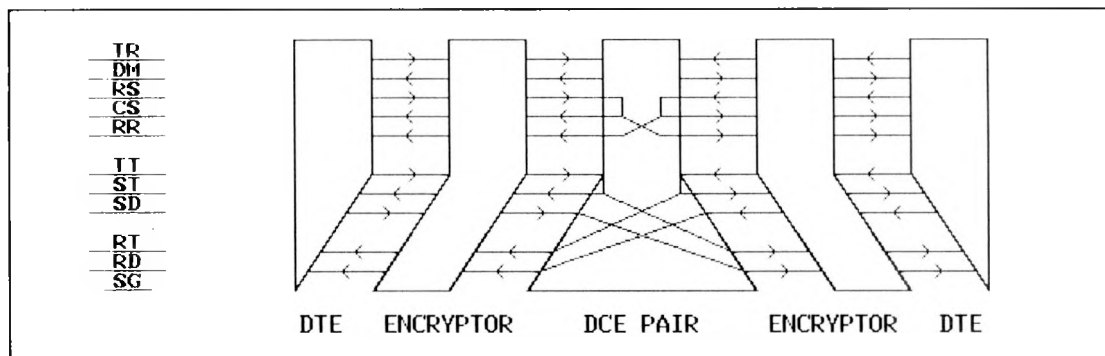 TR
DM
RS
CS
RR
TT
ST
SD
RT
RD
SG
DTE ENCRYPTOR DCE PAIR ENCRYPTOR DTE